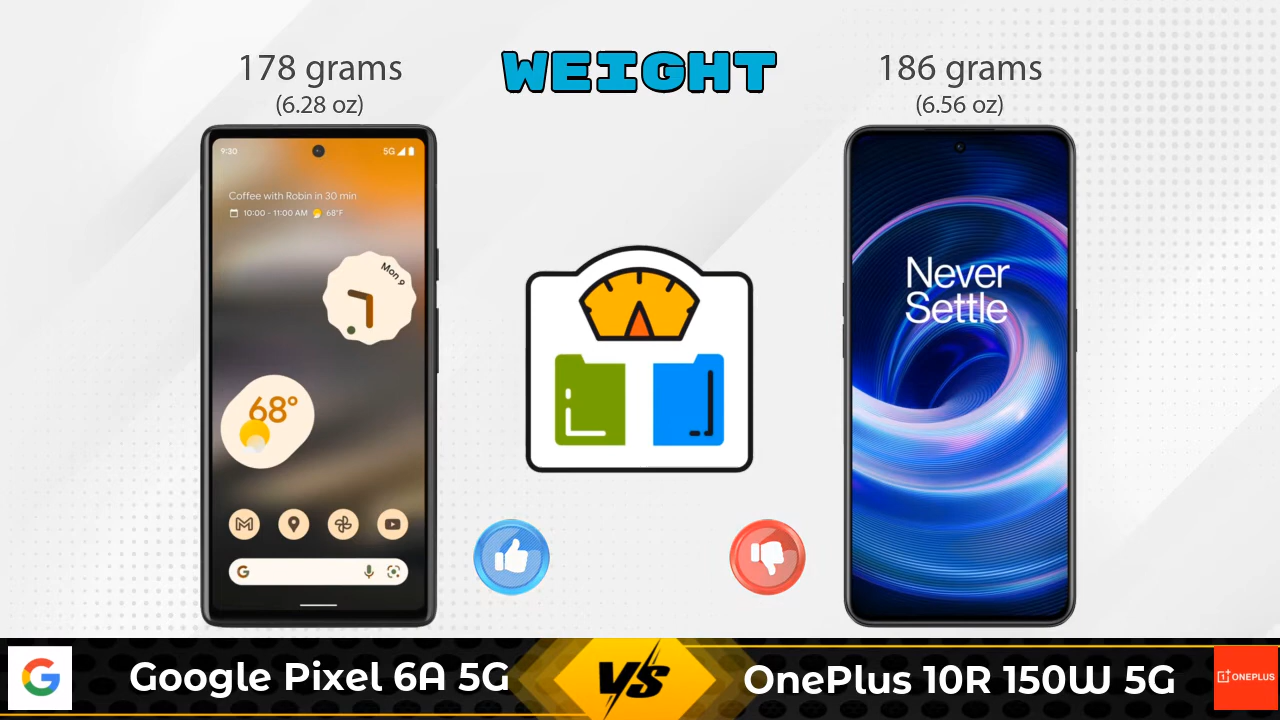 WEIGHT
178 grams
(6.28 oz)
186 grams
(6.56 oz)
9:30
5G
Coffee with Robin in 30 min
10:00 - 11:00 AM 68°F
Mon 9
68°
G
Never
Settle
G
Google Pixel 6A 5G
VS
OnePlus 10R 150W 5G
1+ ONEPLUS